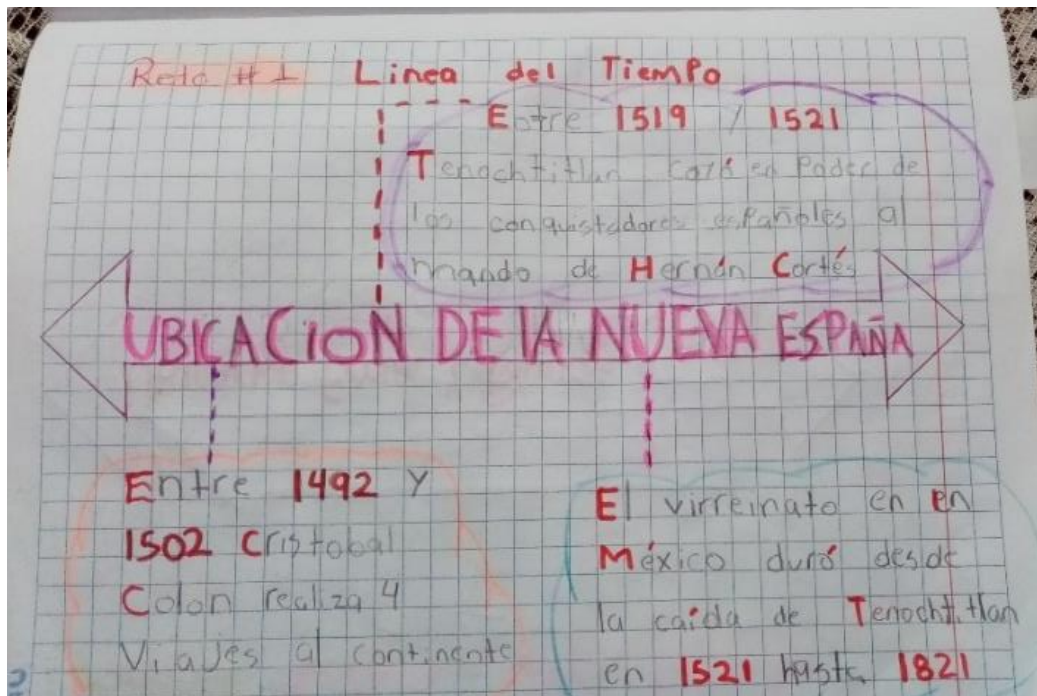 Reto #1 Linea del Tiempo
Entre 1519 / 1521
Tenochtitlan cayó en Poder de
los conquistadores españoles al
mando de Hernán Cortés
UBICACION DE LA NUEVA ESPAÑA
Entre 1492 Y
1502 Cristobal
Colon realiza 4
Viajes al continente
El virreinato en en
México duró desde
la caída de Tenochtitlan
en 1521 hasta 1821
2